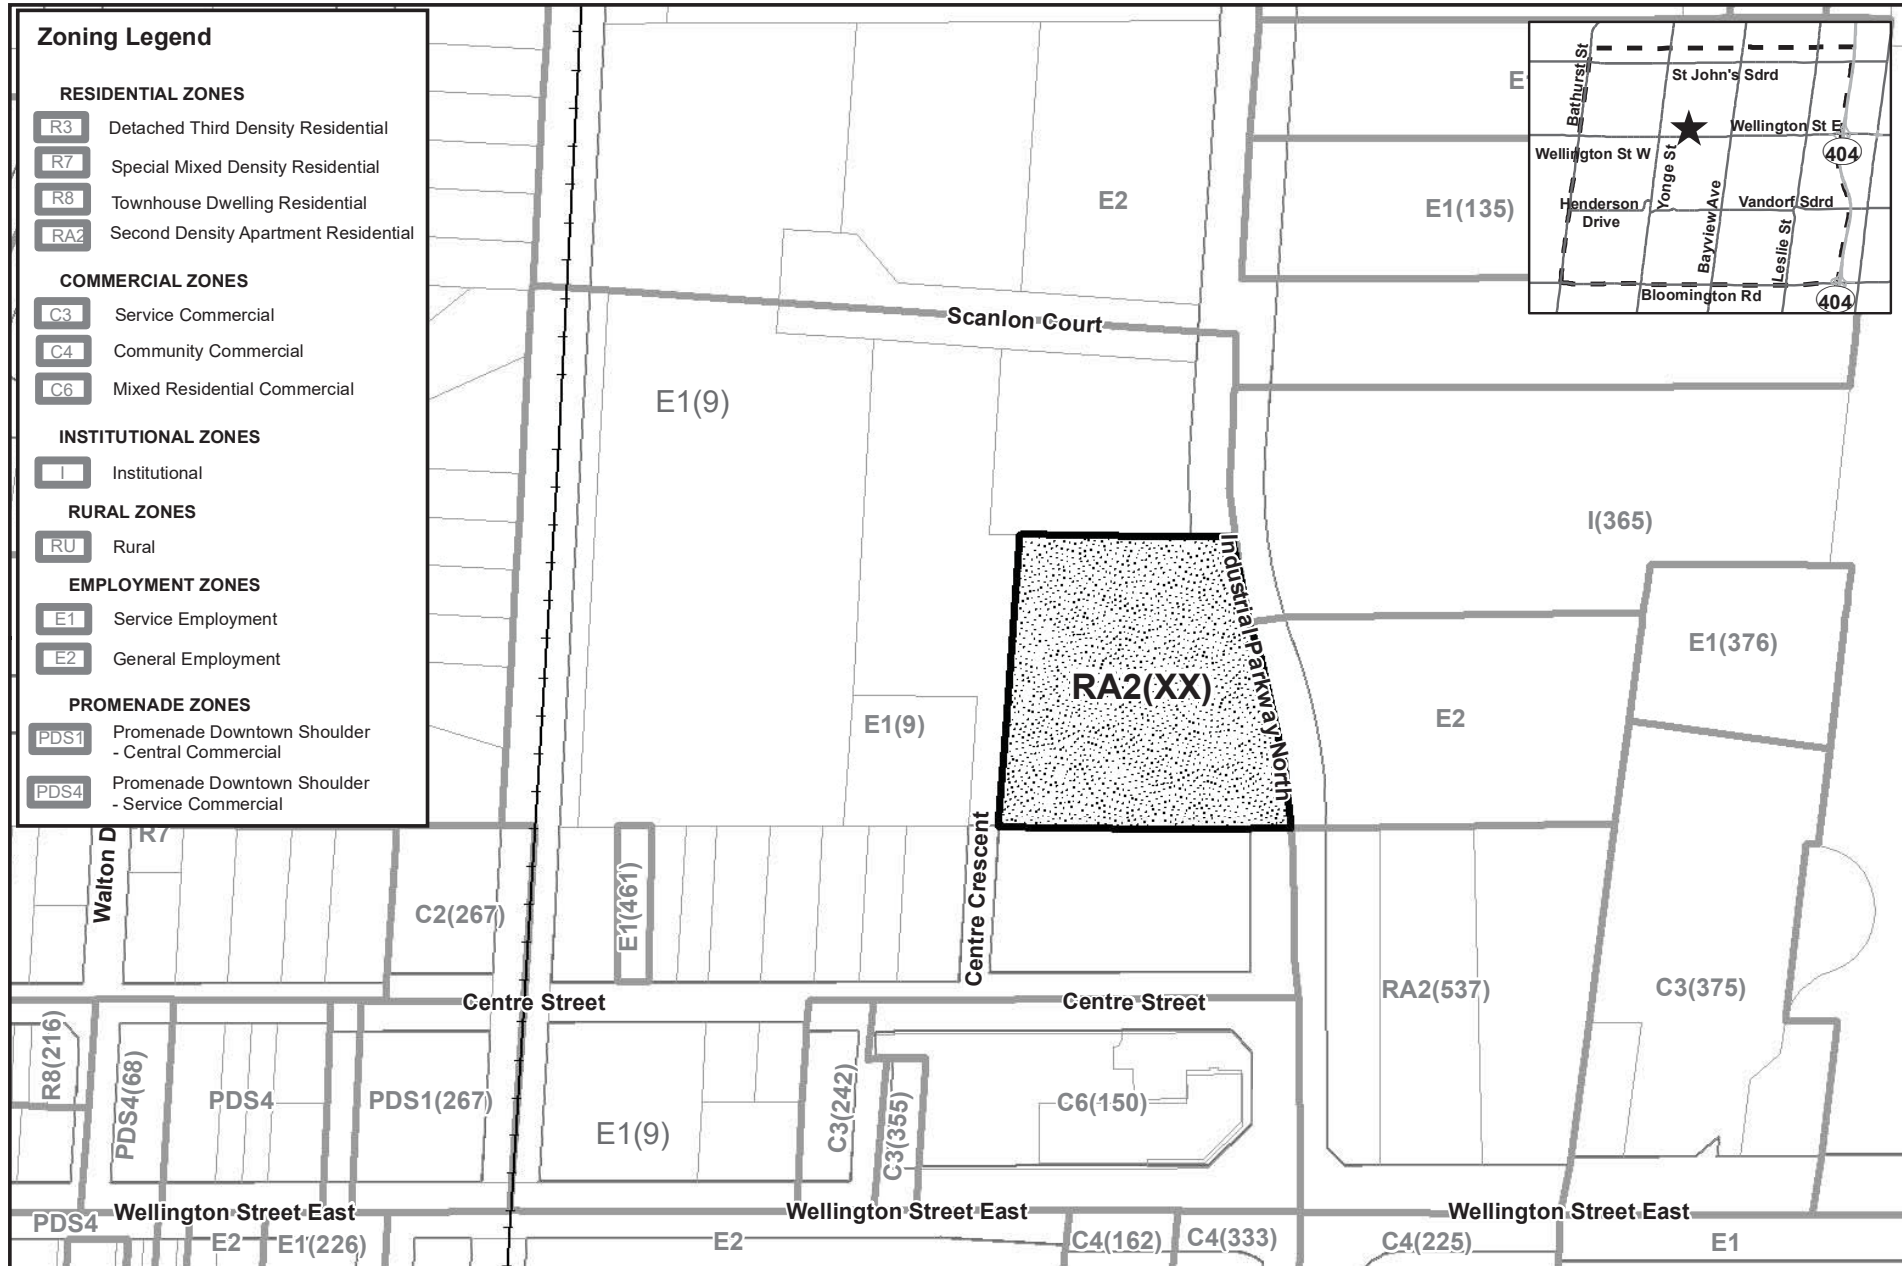 Zoning Legend
RESIDENTIAL ZONES
R3 Detached Third Density Residential
R7 Special Mixed Density Residential
R8 Townhouse Dwelling Residential
RA2 Second Density Apartment Residential
COMMERCIAL ZONES
C3 Service Commercial
C4 Community Commercial
C6 Mixed Residential Commercial
INSTITUTIONAL ZONES
I Institutional
RURAL ZONES
RU Rural
EMPLOYMENT ZONES
E1 Service Employment
E2 General Employment
PROMENADE ZONES
PDS1 Promenade Downtown Shoulder
- Central Commercial
PDS4 Promenade Downtown Shoulder
- Service Commercial
Bathurst St
St John's Sdrd
Wellington St E
Wellington St W
404
Yonge St
Henderson
Drive
Vandorf Sdrd
Bayview Ave
Leslie St
Bloomington Rd
404
E2
E1(135)
Scanlon Court
E1(9)
I(365)
Industrial Parkway North
E1(376)
RA2(XX)
E1(9)
E2
R7
Walton D
C2(267)
E1(461)
Centre Crescent
RA2(537)
C3(375)
Centre Street
Centre Street
R8(216)
PDS4(68)
PDS4
PDS1(267)
E1(9)
C3(242)
C3(355)
C6(150)
PDS4
Wellington Street East
Wellington Street East
Wellington Street East
E2
E1(226)
E2
C4(162)
C4(333)
C4(225)
E1